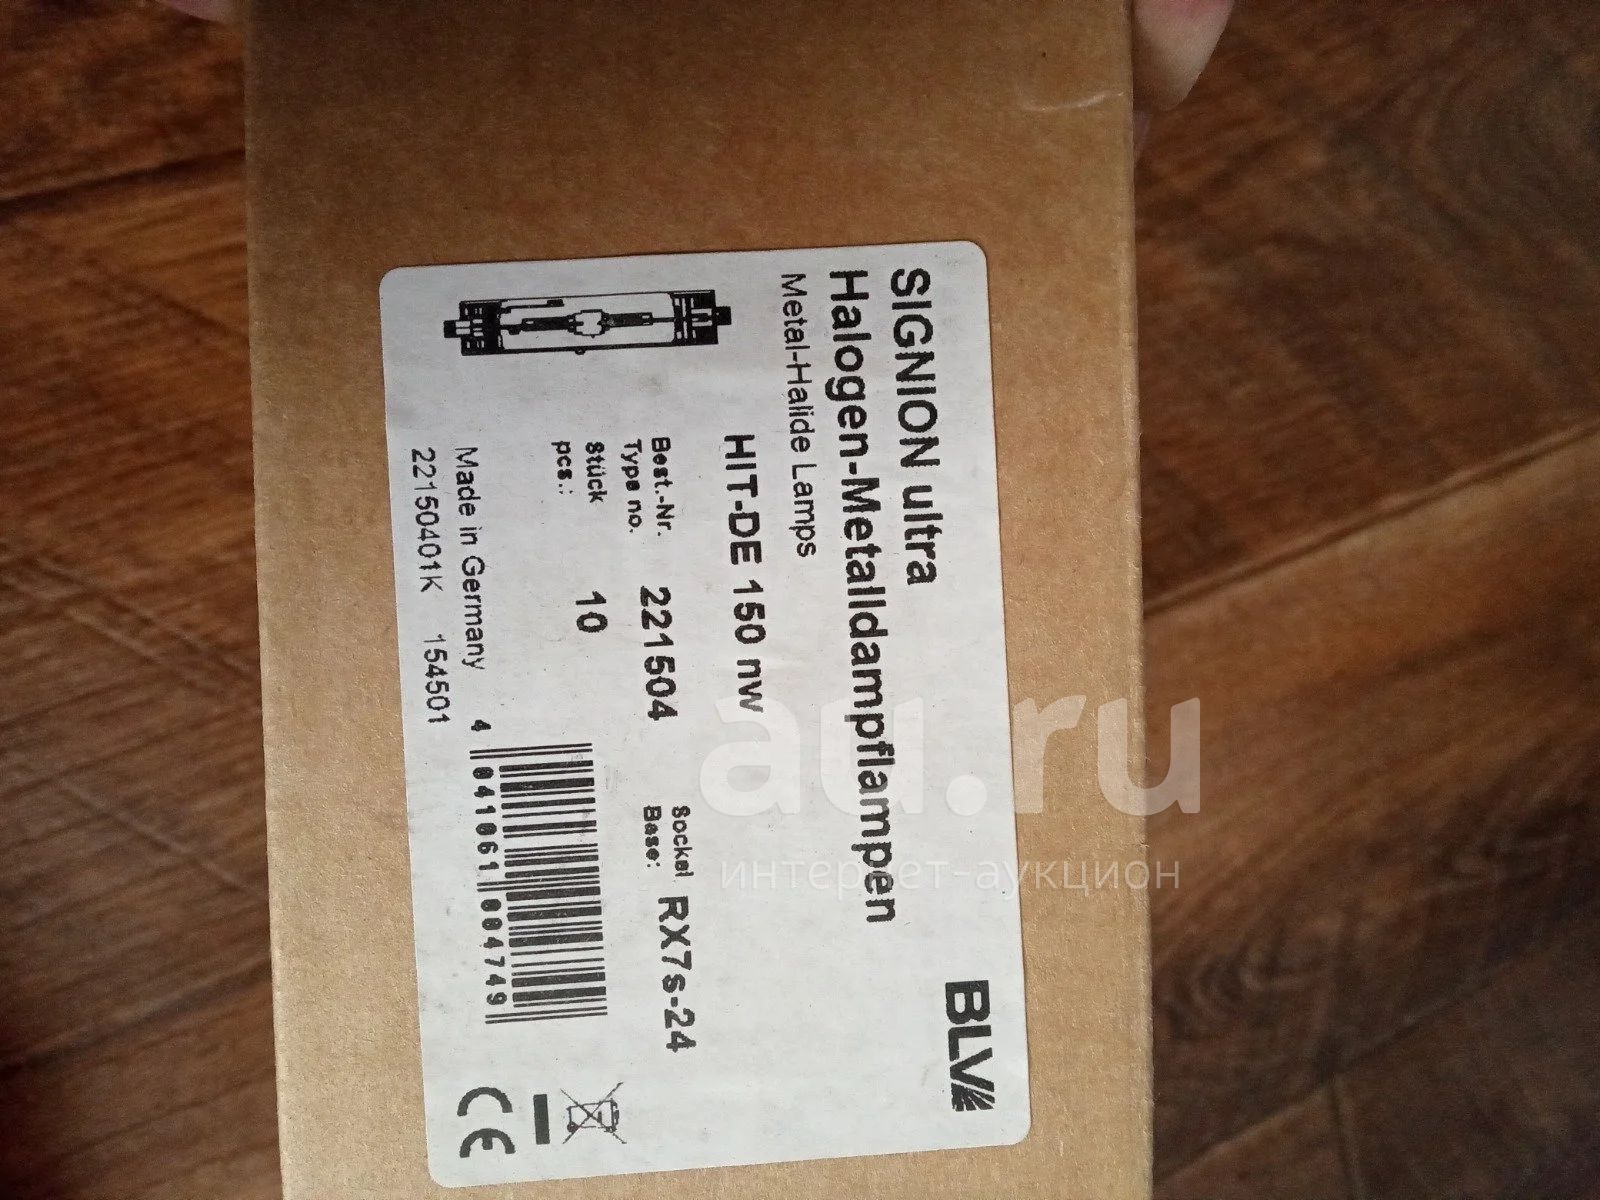 SIGNION ultra
Halogen-Metalldampflampen
Metal-Halide Lamps
BLV
HIT-DE 150 nw
Best.-Nr. 221504 Sockel RX7s-24
Type no. Base:
Stück 10
pcs.:
Made in Germany
22150401K 154501
4 041061 004749
CE
au.ru
интернет-аукцион